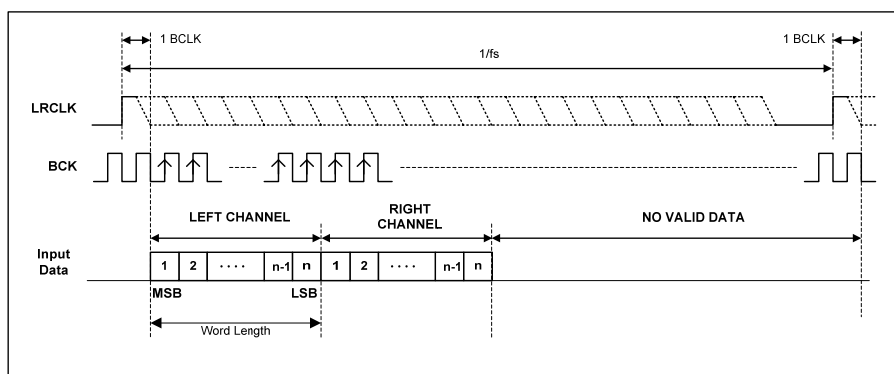 1 BCLK
1 BCLK
1/fs
LRCLK
BCK
LEFT CHANNEL
RIGHT
CHANNEL
NO VALID DATA
Input
Data
1 2 .... n-1 n 1 2 .... n-1 n
MSB
LSB
Word Length